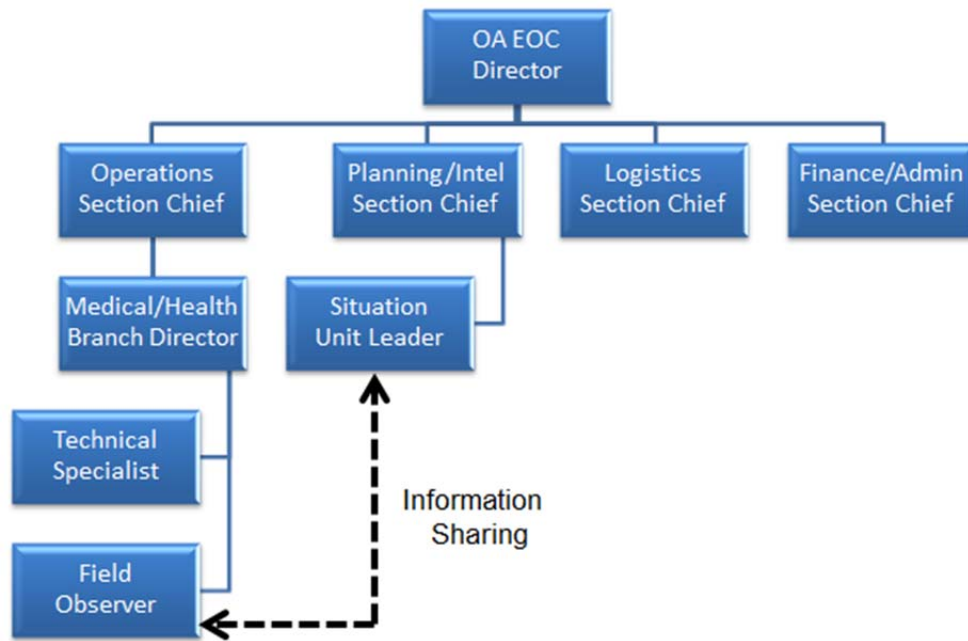 OA EOC
Director
Operations
Section Chief
Planning/Intel
Section Chief
Logistics
Section Chief
Finance/Admin
Section Chief
Medical/Health
Branch Director
Situation
Unit Leader
Technical
Specialist
Information
Sharing
Field
Observer